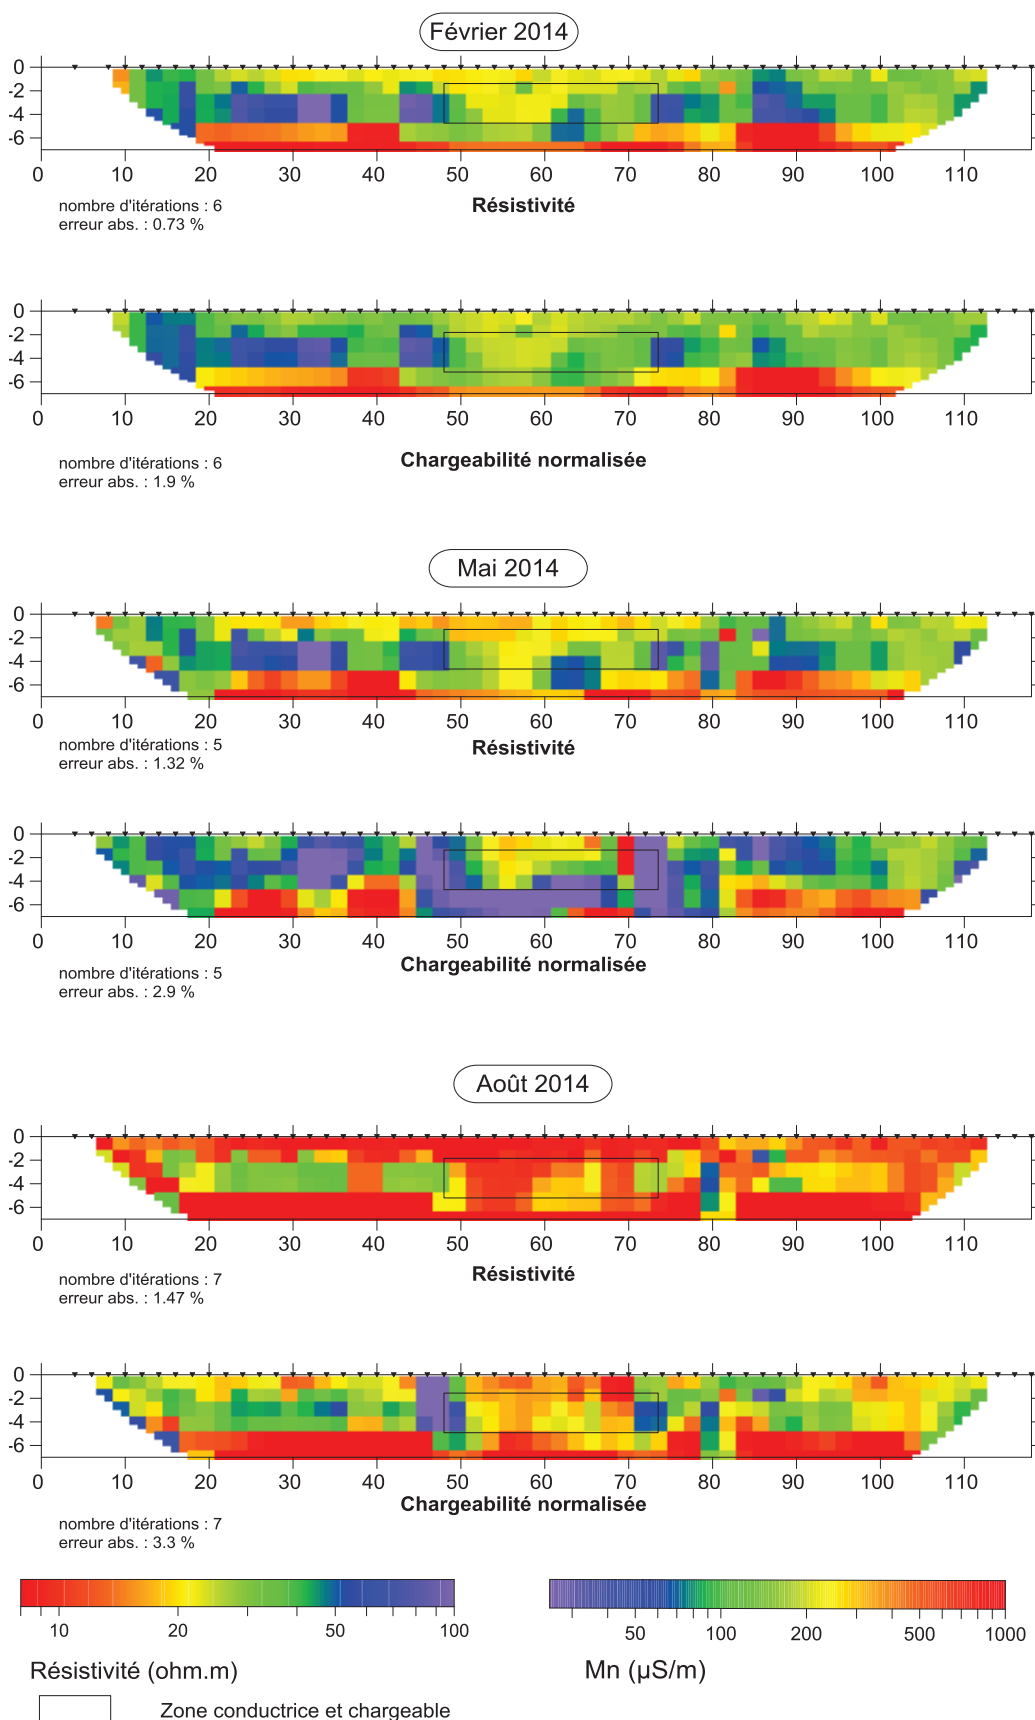 Février 2014
0
-2
-4
-6
0 10 20 30 40 50 60 70 80 90 100 110
nombre d'itérations : 6
erreur abs. : 0.73 %
Résistivité
0
-2
-4
-6
0 10 20 30 40 50 60 70 80 90 100 110
nombre d'itérations : 6
erreur abs. : 1.9 %
Chargeabilité normalisée
Mai 2014
0
-2
-4
-6
0 10 20 30 40 50 60 70 80 90 100 110
nombre d'itérations : 5
erreur abs. : 1.32 %
Résistivité
0
-2
-4
-6
0 10 20 30 40 50 60 70 80 90 100 110
nombre d'itérations : 5
erreur abs. : 2.9 %
Chargeabilité normalisée
Août 2014
0
-2
-4
-6
0 10 20 30 40 50 60 70 80 90 100 110
nombre d'itérations : 7
erreur abs. : 1.47 %
Résistivité
0
-2
-4
-6
0 10 20 30 40 50 60 70 80 90 100 110
nombre d'itérations : 7
erreur abs. : 3.3 %
Chargeabilité normalisée
10 20 50 100
Résistivité (ohm.m)
50 100 200 500 1000
Mn (µS/m)
Zone conductrice et chargeable